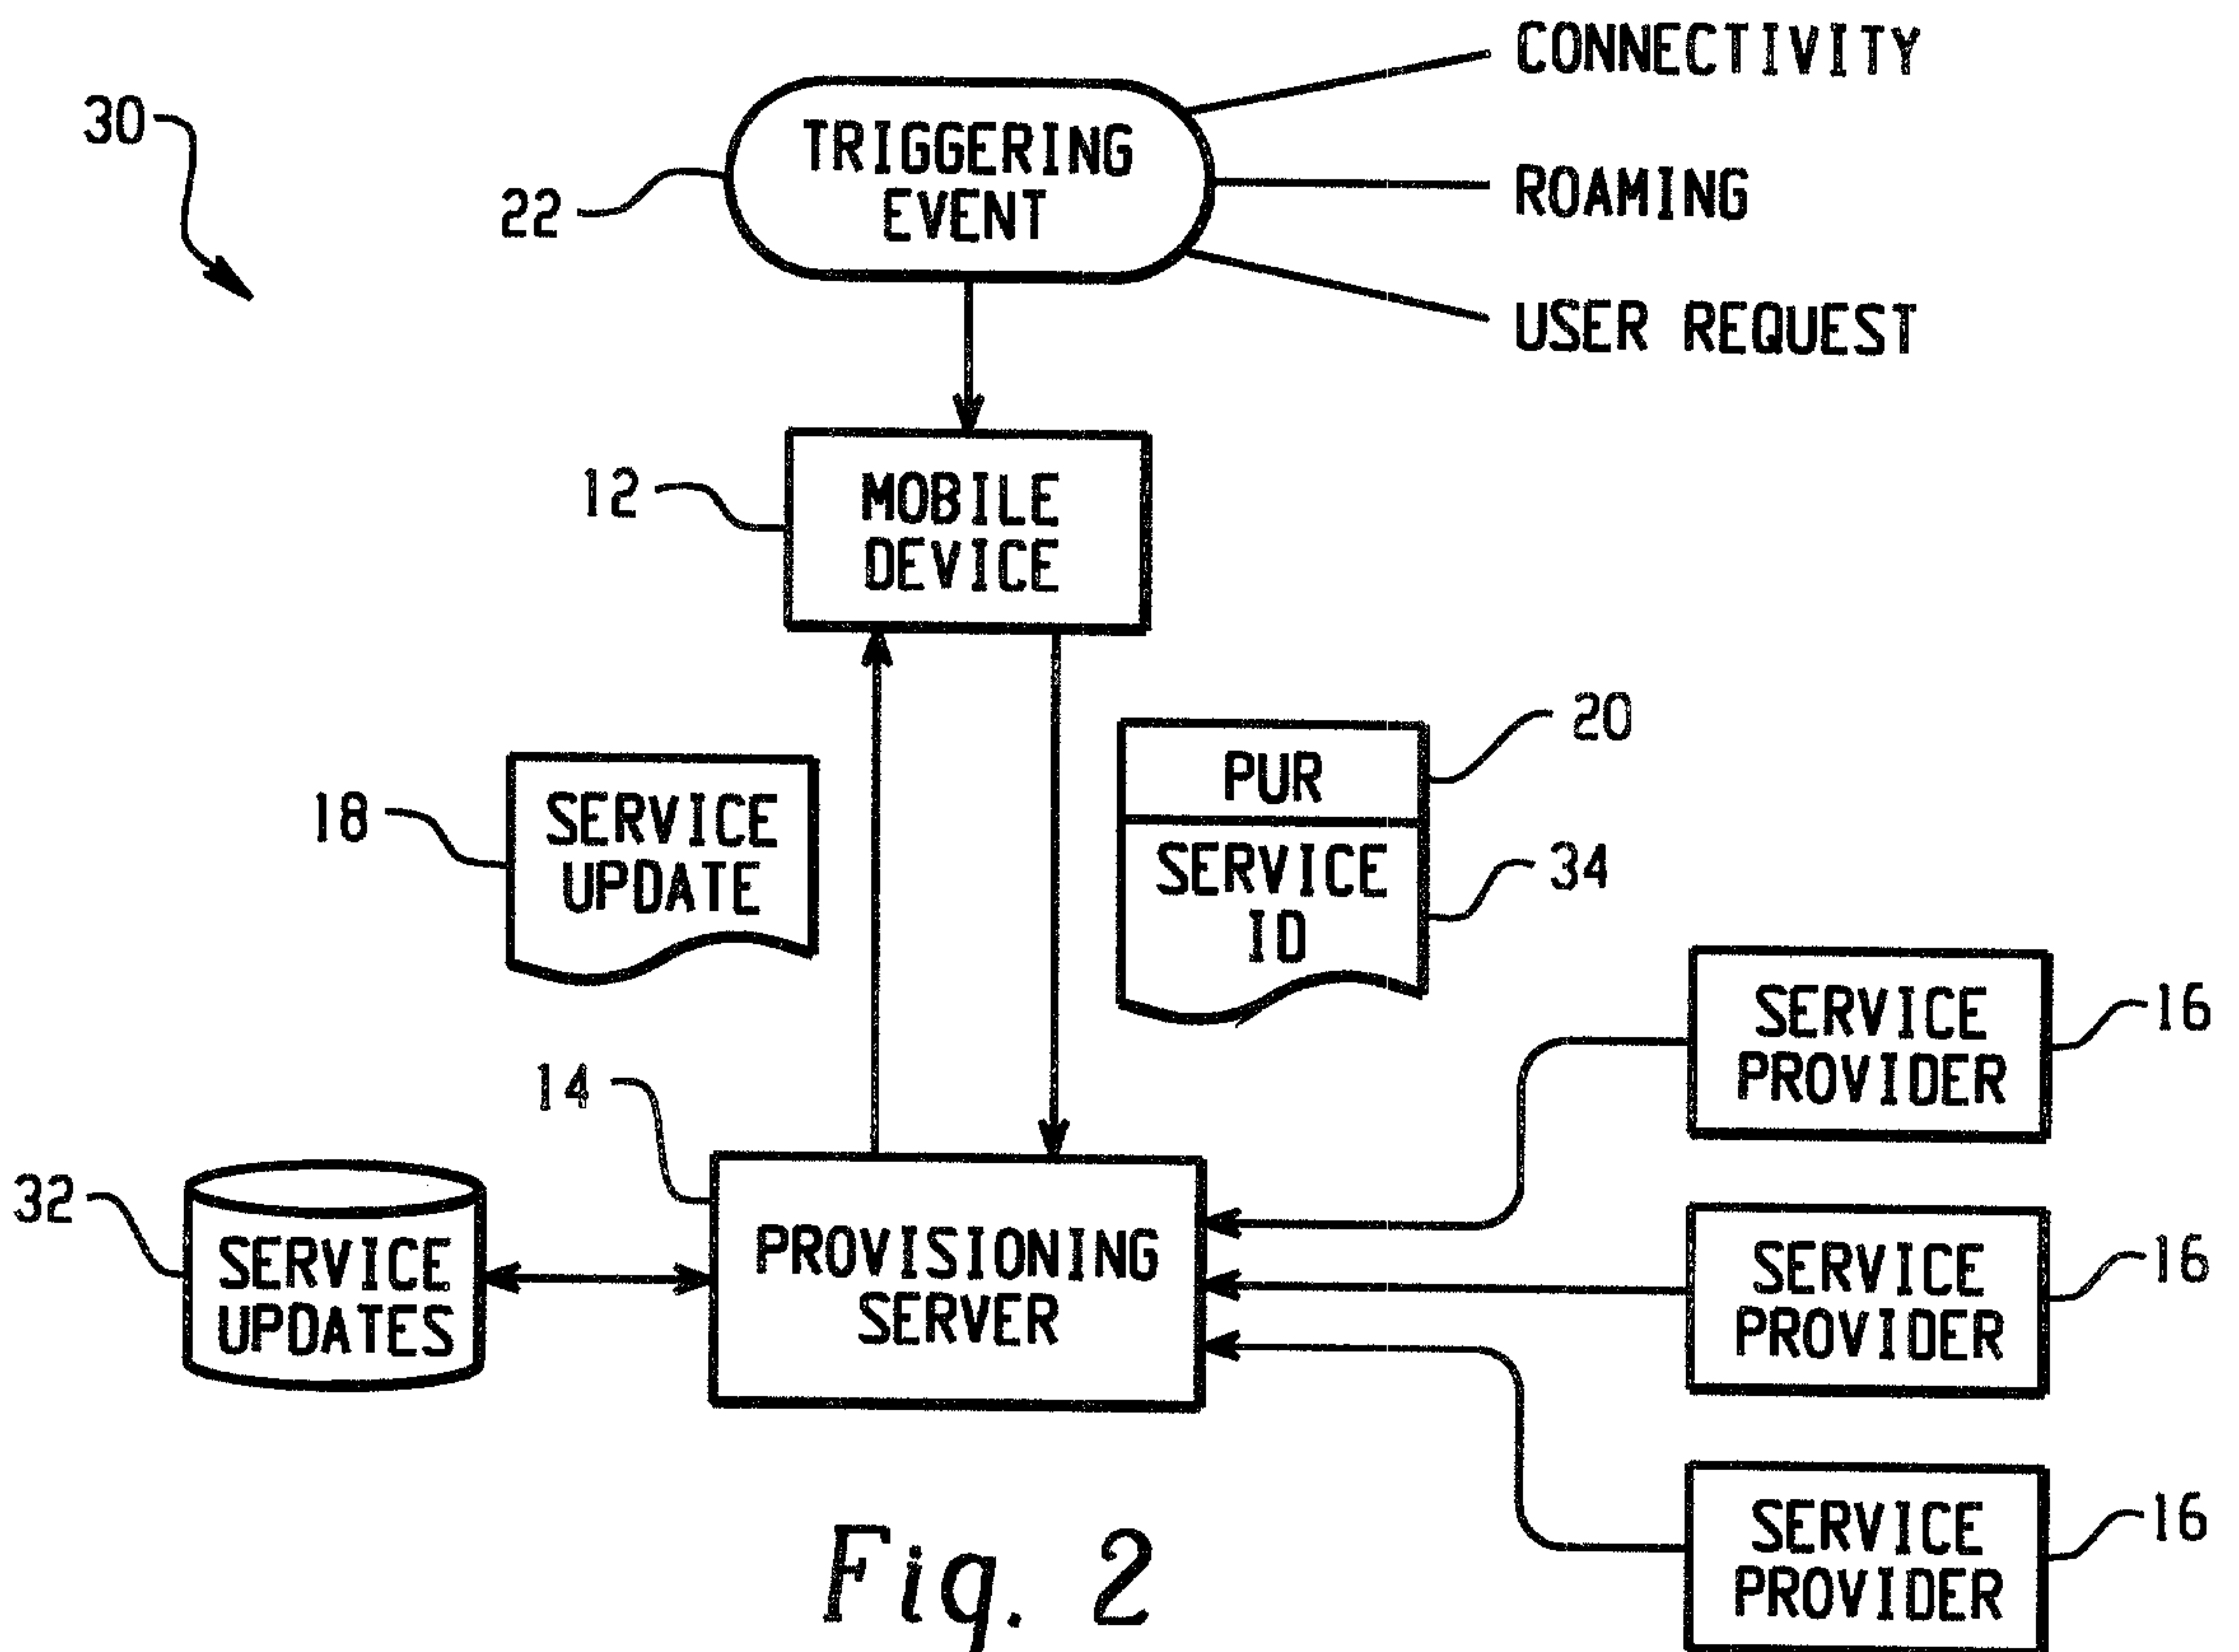 CONNECTIVITY
30
TRIGGERING
EVENT
22
ROAMING
USER REQUEST
12
MOBILE
DEVICE
20
PUR
18
SERVICE
UPDATE
SERVICE
ID
34
SERVICE
PROVIDER
16
14
32
SERVICE
UPDATES
PROVISIONING
SERVER
SERVICE
PROVIDER
16
SERVICE
PROVIDER
16
Fig. 2